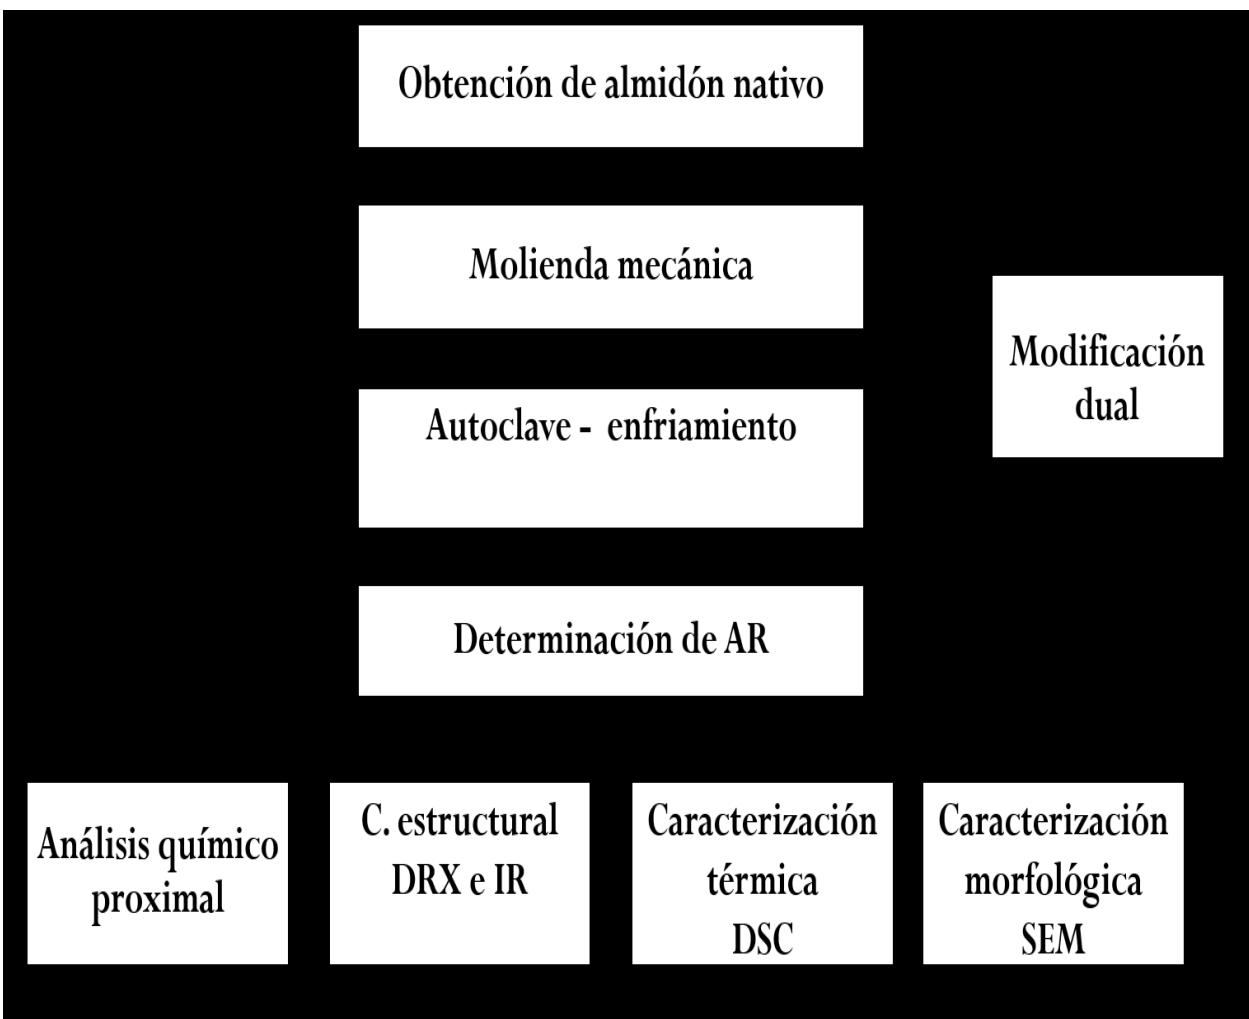 Obtención de almidón nativo
Molienda mecánica
Modificación
dual
Autoclave - enfriamiento
Determinación de AR
Análisis químico
proximal
C. estructural
DRX e IR
Caracterización
térmica
DSC
Caracterización
morfológica
SEM